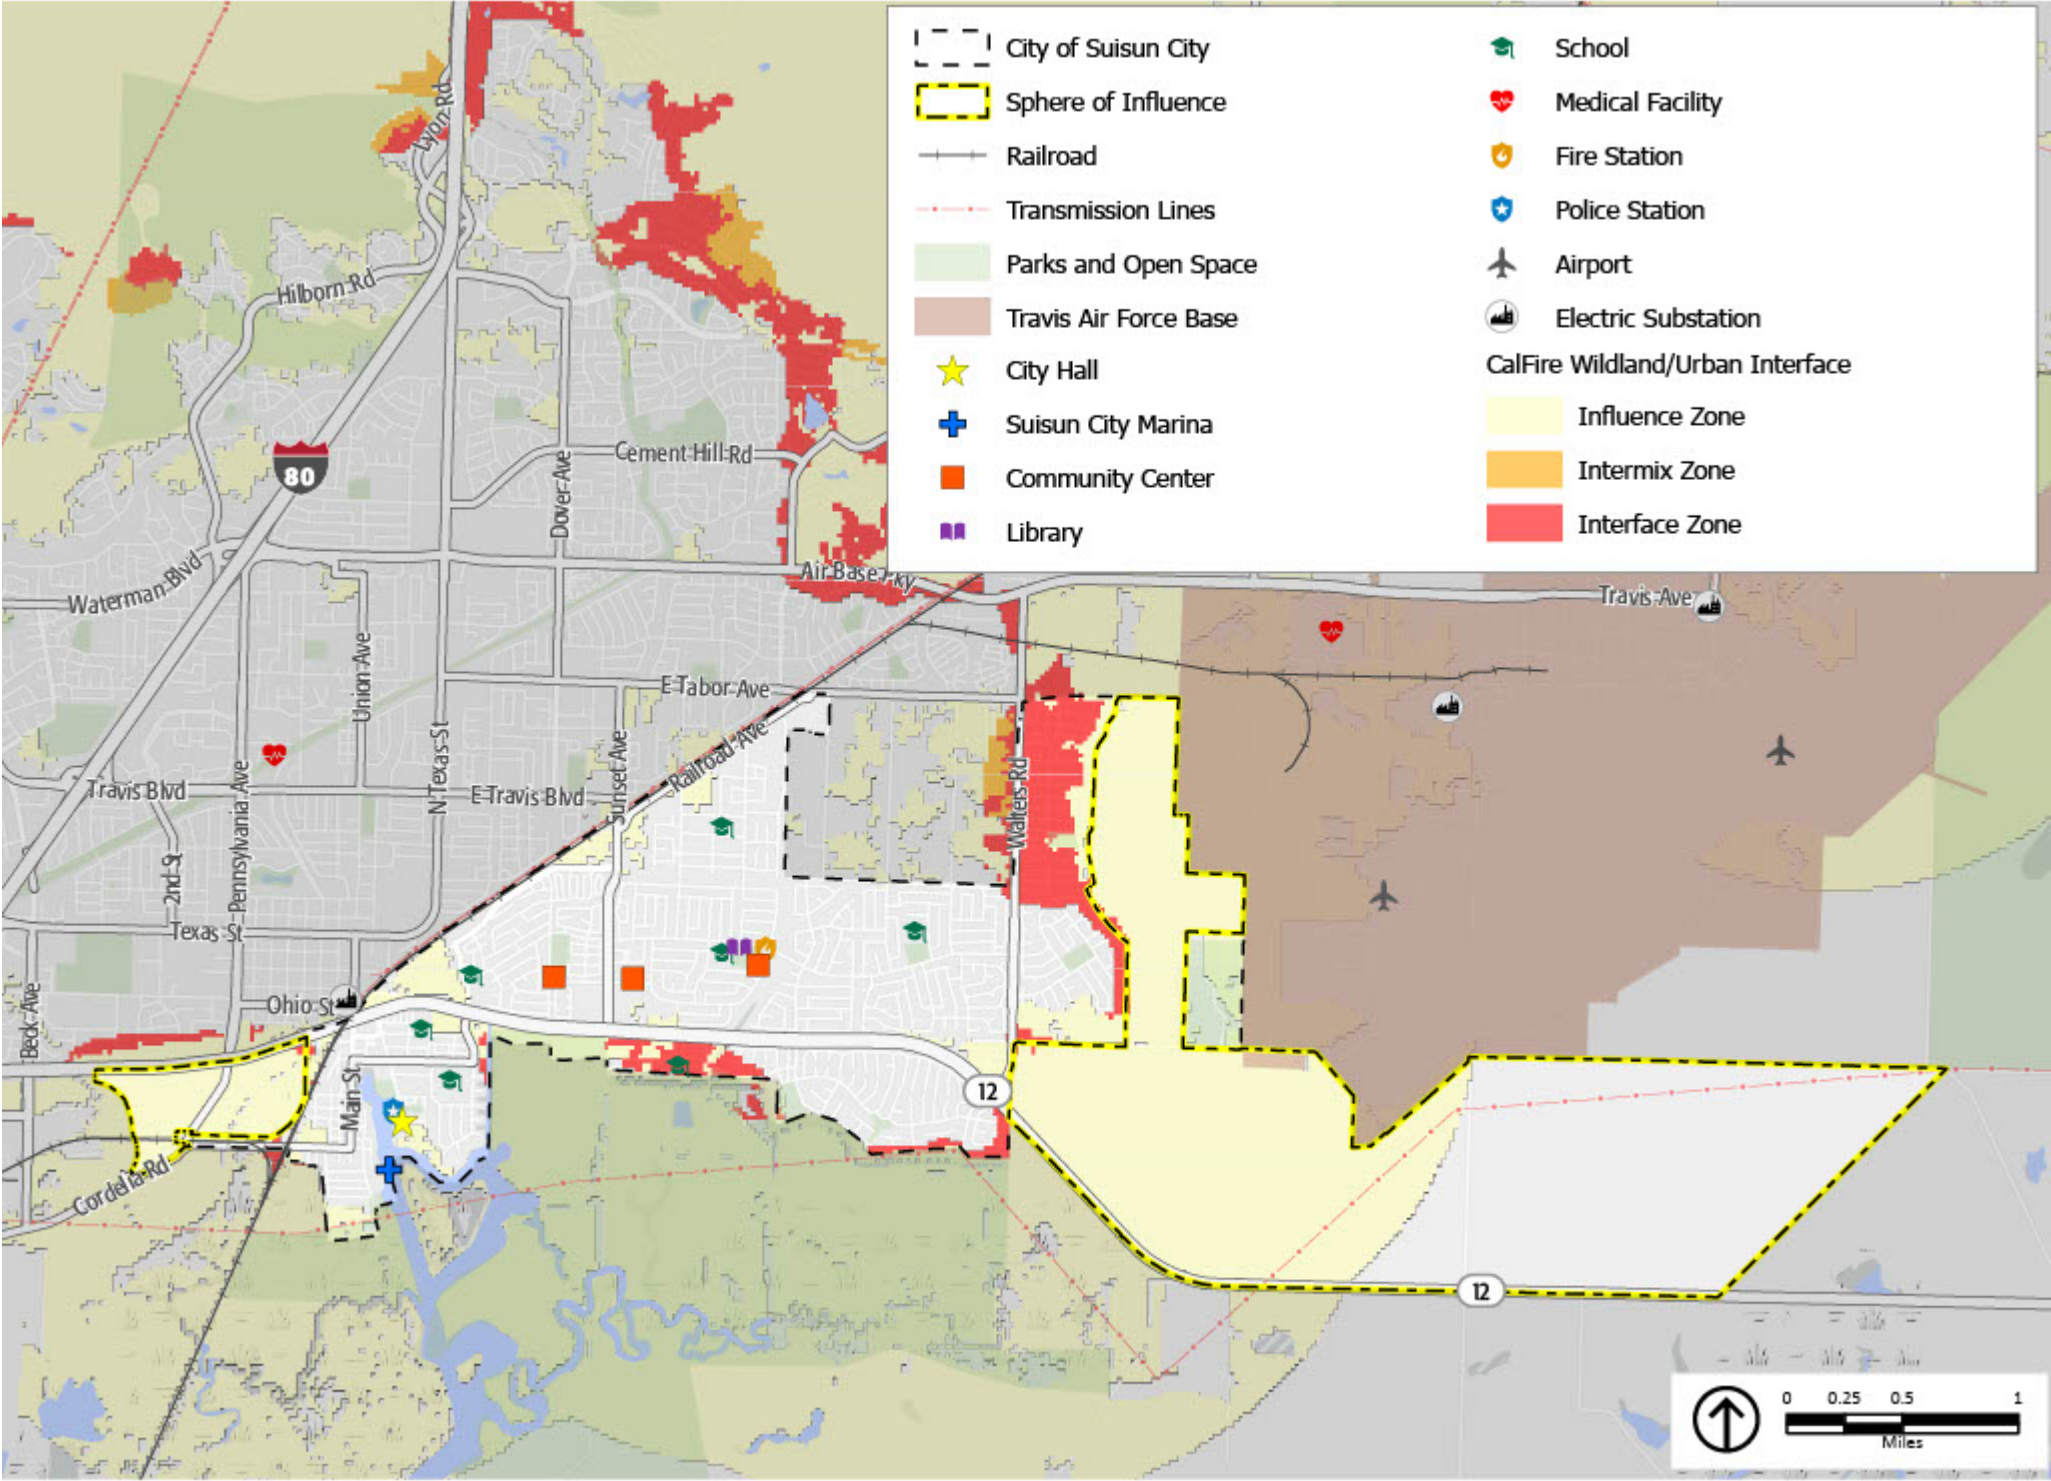 City of Suisun City
Sphere of Influence
Railroad
Transmission Lines
Parks and Open Space
Travis Air Force Base
City Hall
Suisun City Marina
Community Center
Library
School
Medical Facility
Fire Station
Police Station
Airport
Electric Substation
CalFire Wildland/Urban Interface
Influence Zone
Intermix Zone
Interface Zone
Lyon Rd
Hilborn Rd
80
Cement Hill Rd
Dover Ave
Waterman Blvd
Air Base Pky
Travis Ave
Union Ave
E Tabor Ave
N Texas St
Sunset Ave
Railroad Ave
Walters Rd
Travis Blvd
E Travis Blvd
Pennsylvania Ave
2nd St
Texas St
Ohio St
Beck Ave
Main St
12
Cordelia Rd
12
0 0.25 0.5 1
Miles